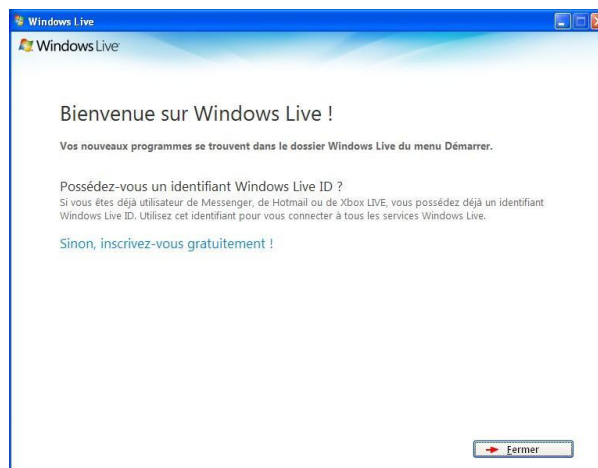 Windows Live
Windows Live
Bienvenue sur Windows Live !
Vos nouveaux programmes se trouvent dans le dossier Windows Live du menu Démarrer.
Possédez-vous un identifiant Windows Live ID ?
Si vous êtes déjà utilisateur de Messenger, de Hotmail ou de Xbox LIVE, vous possédez déjà un identifiant
Windows Live ID. Utilisez cet identifiant pour vous connecter à tous les services Windows Live.
Sinon, inscrivez-vous gratuitement !
Fermer